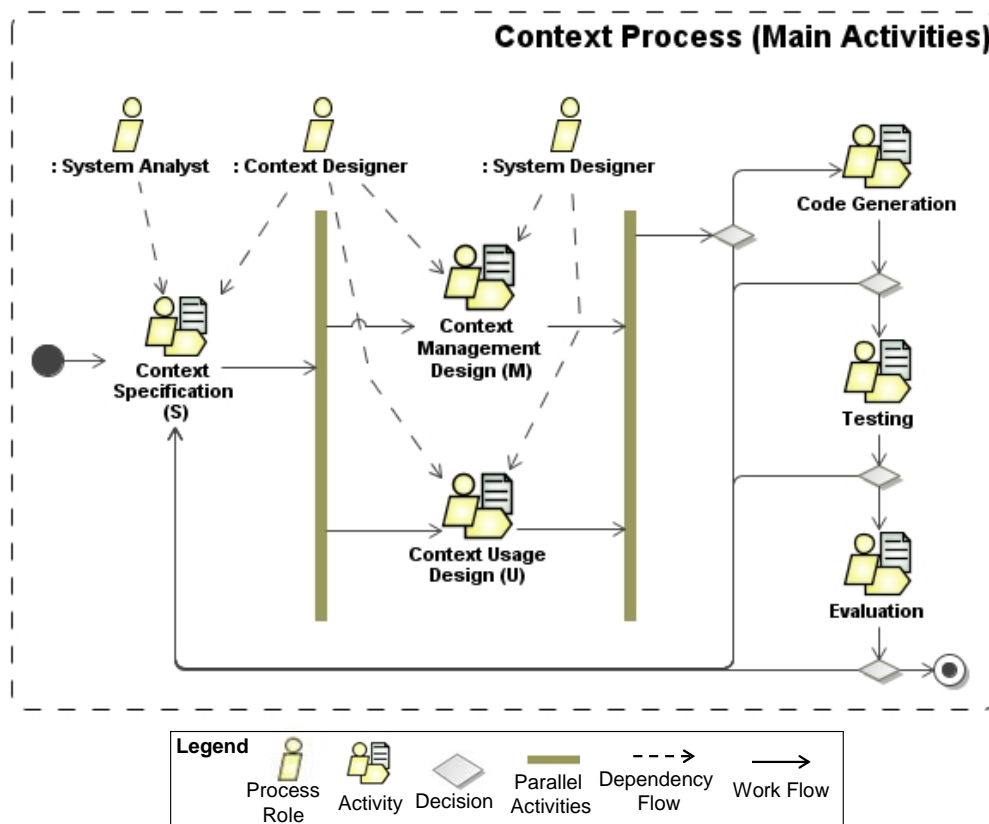 Context Process (Main Activities)
: System Analyst
: Context Designer
: System Designer
Code Generation
Context
Management
Design (M)
Context
Specification
(S)
Testing
Context Usage
Design (U)
Evaluation
Legend
Process
Role
Activity
Decision
Parallel
Activities
Dependency
Flow
Work Flow